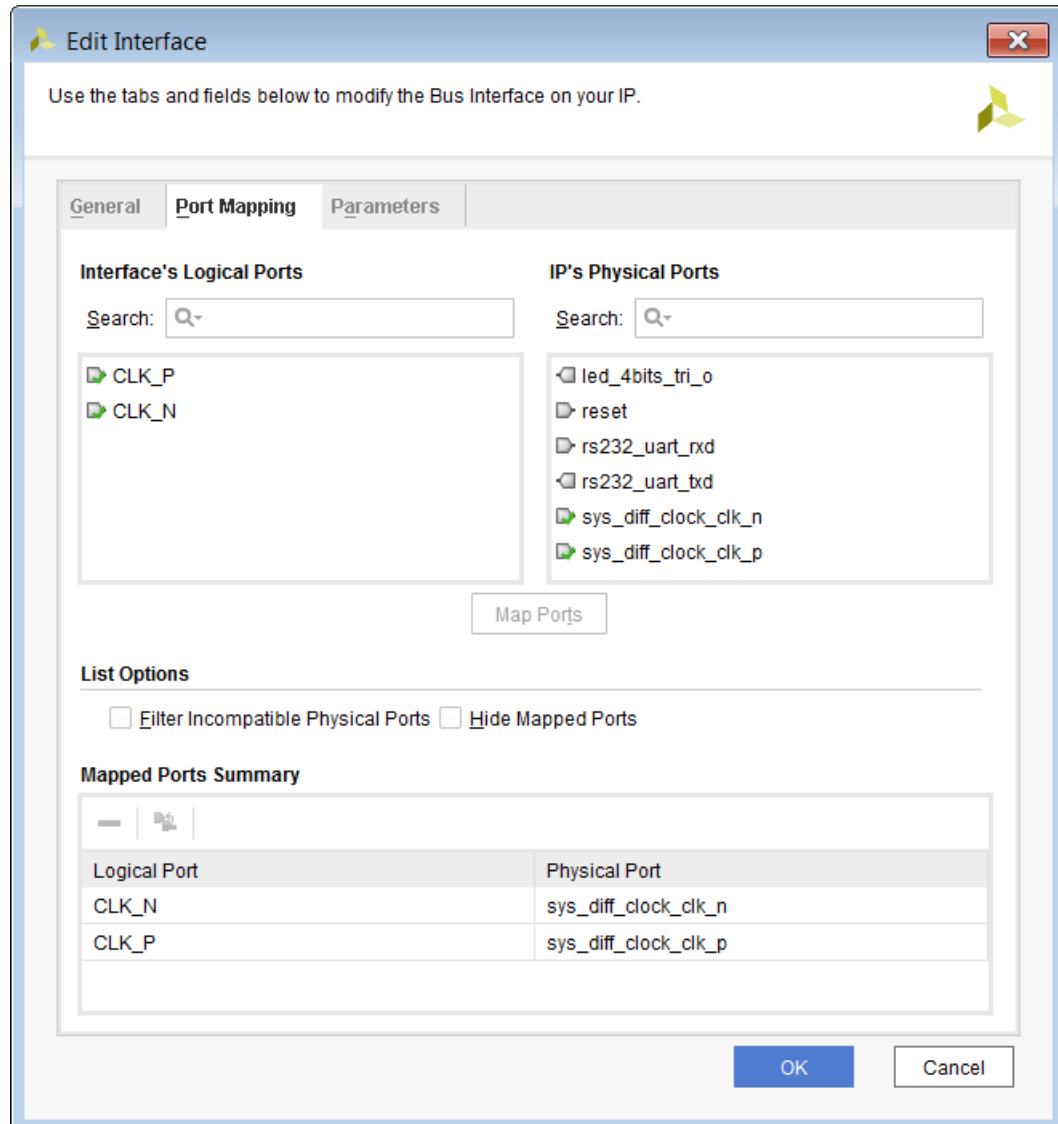 Edit Interface
Use the tabs and fields below to modify the Bus Interface on your IP.
General Port Mapping Parameters
Interface's Logical Ports IP's Physical Ports
Search: Search:
CLK_P led_4bits_tri_o
CLK_N reset
rs232_uart_rxd
rs232_uart_txd
sys_diff_clock_clk_n
sys_diff_clock_clk_p
Map Ports
List Options
Filter Incompatible Physical Ports Hide Mapped Ports
Mapped Ports Summary
Logical Port Physical Port
CLK_N sys_diff_clock_clk_n
CLK_P sys_diff_clock_clk_p
OK Cancel